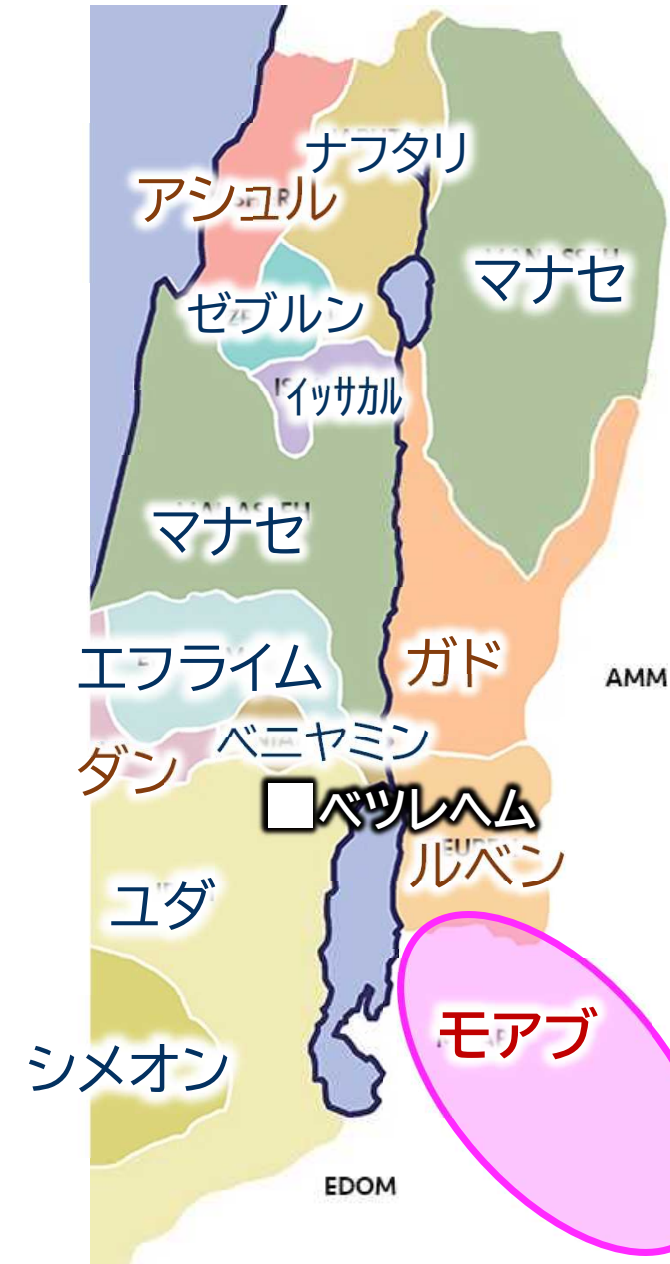 ナフタリ
アシュル
マナセ
ゼブルン
イッサカル
マナセ
エフライム
ガド
AMM
ベニヤミン
ダン
ベツレヘム
ルベン
ユダ
モアブ
シメオン
EDOM